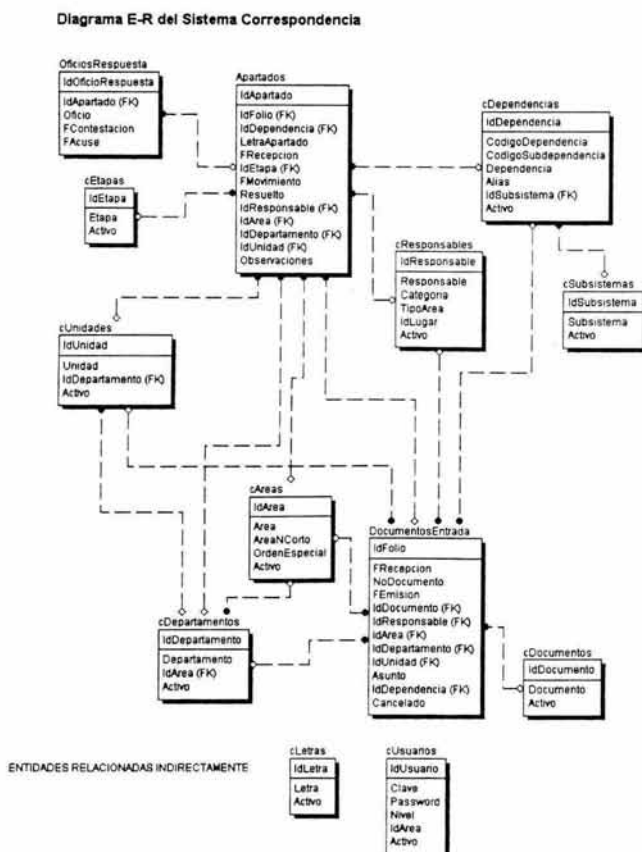 Diagrama E-R del Sistema Correspondencia
OficiosRespuesta
IdOficioRespuesta
IdApartado (FK)
Oficio
FContestacion
FAcuse
Apartados
IdApartado
IdFolio (FK)
IdDependencia (FK)
LetraApartado
FRecepcion
IdEtapa (FK)
FMovimiento
Resuelto
IdResponsable (FK)
IdArea (FK)
IdDepartamento (FK)
IdUnidad (FK)
Observaciones
cDependencias
IdDependencia
CodigoDependencia
CodigoSubdependencia
Dependencia
Alias
IdSubsistema (FK)
Activo
cEtapas
IdEtapa
Etapa
Activo
cResponsables
IdResponsable
Responsable
Categoria
TipoArea
IdLugar
Activo
cSubsistemas
IdSubsistema
Subsistema
Activo
cUnidades
IdUnidad
Unidad
IdDepartamento (FK)
Activo
cAreas
IdArea
Area
AreaNCorto
OrdenEspecial
Activo
DocumentosEntrada
IdFolio
FRecepcion
NoDocumento
FEmision
IdDocumento (FK)
IdResponsable (FK)
IdArea (FK)
IdDepartamento (FK)
IdUnidad (FK)
Asunto
IdDependencia (FK)
Cancelado
cDepartamentos
IdDepartamento
Departamento
IdArea (FK)
Activo
cDocumentos
IdDocumento
Documento
Activo
ENTIDADES RELACIONADAS INDIRECTAMENTE
cLetras
IdLetra
Letra
Activo
cUsuarios
IdUsuario
Clave
Password
Nivel
IdArea
Activo